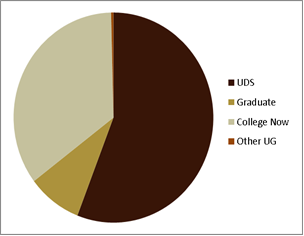 UDS
Graduate
College Now
Other UG